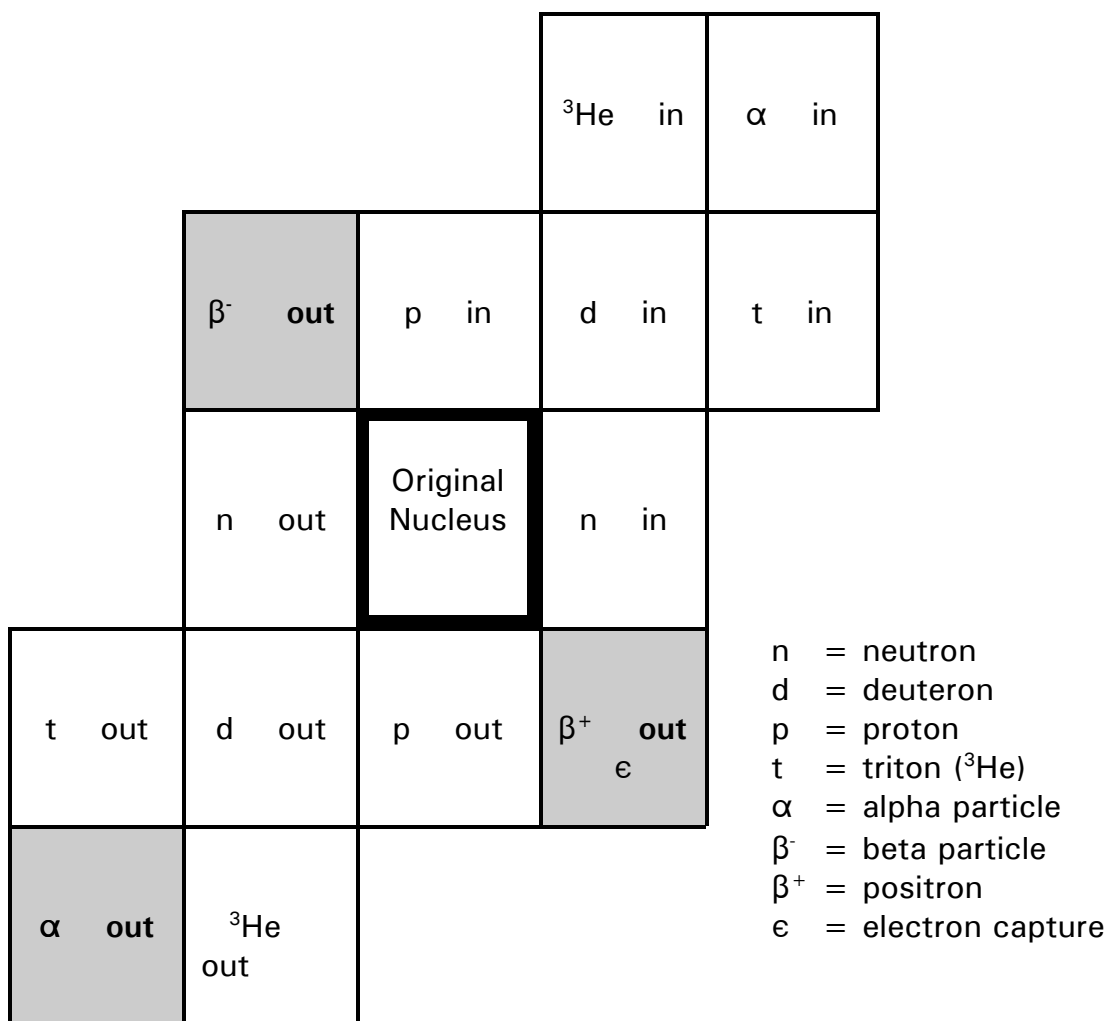 ³He in α in
β⁻ out p in d in t in
Original
Nucleus
n out n in
t out d out p out β⁺ out
ϵ
α out ³He
out
n = neutron
d = deuteron
p = proton
t = triton (³He)
α = alpha particle
β⁻ = beta particle
β⁺ = positron
ϵ = electron capture